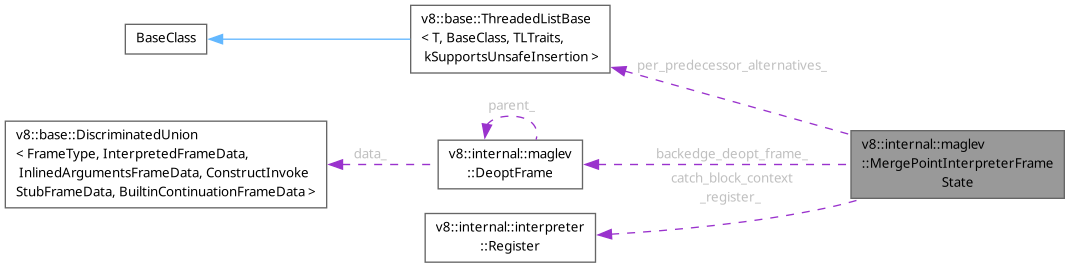 BaseClass
v8::base::ThreadedListBase
< T, BaseClass, TLTraits,
kSupportsUnsafeInsertion >
per_predecessor_alternatives_
parent_
v8::base::DiscriminatedUnion
< FrameType, InterpretedFrameData,
InlinedArgumentsFrameData, ConstructInvoke
StubFrameData, BuiltinContinuationFrameData >
data_
v8::internal::maglev
::DeoptFrame
backedge_deopt_frame_
v8::internal::maglev
::MergePointInterpreterFrame
State
catch_block_context
_register_
v8::internal::interpreter
::Register